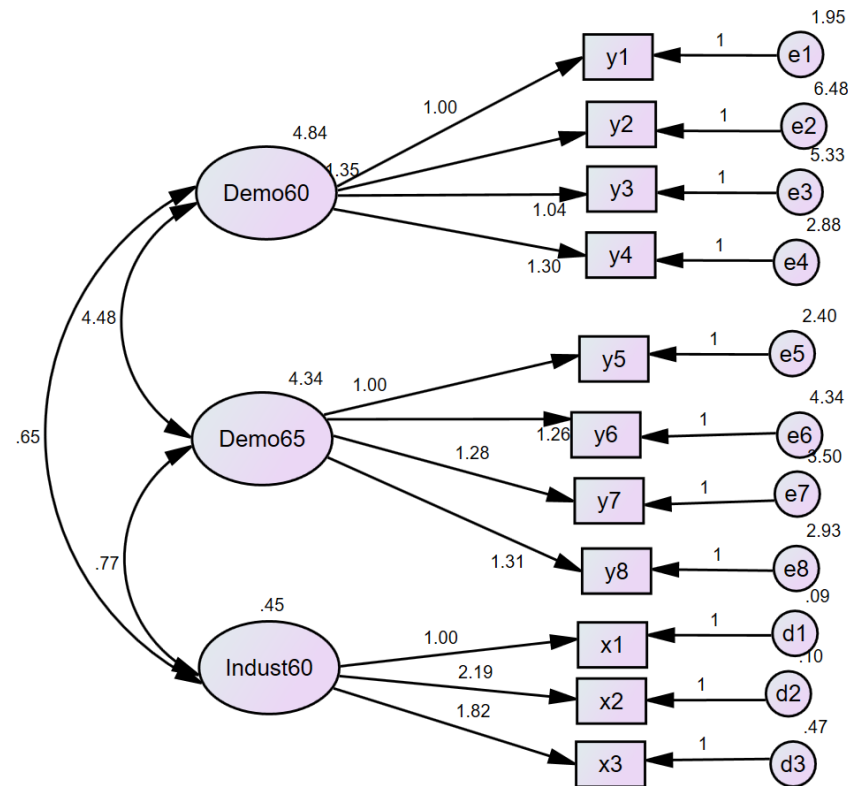 1.95
y1 1 e1
6.48
1.00
4.84 y2 1 e2
5.33
1.35
Demo60 y3 1 e3
1.04
2.88
y4 1 e4
1.30
4.48
2.40
y5 1 e5
4.34 1.00
4.34
.65 Demo65 1.26 y6 1 e6
3.50
1.28
y7 1 e7
2.93
.77 1.31 y8 1 e8
.09
.45
1.00 x1 1 d1
.10
Indust60 2.19 x2 1 d2
1.82
.47
x3 1 d3